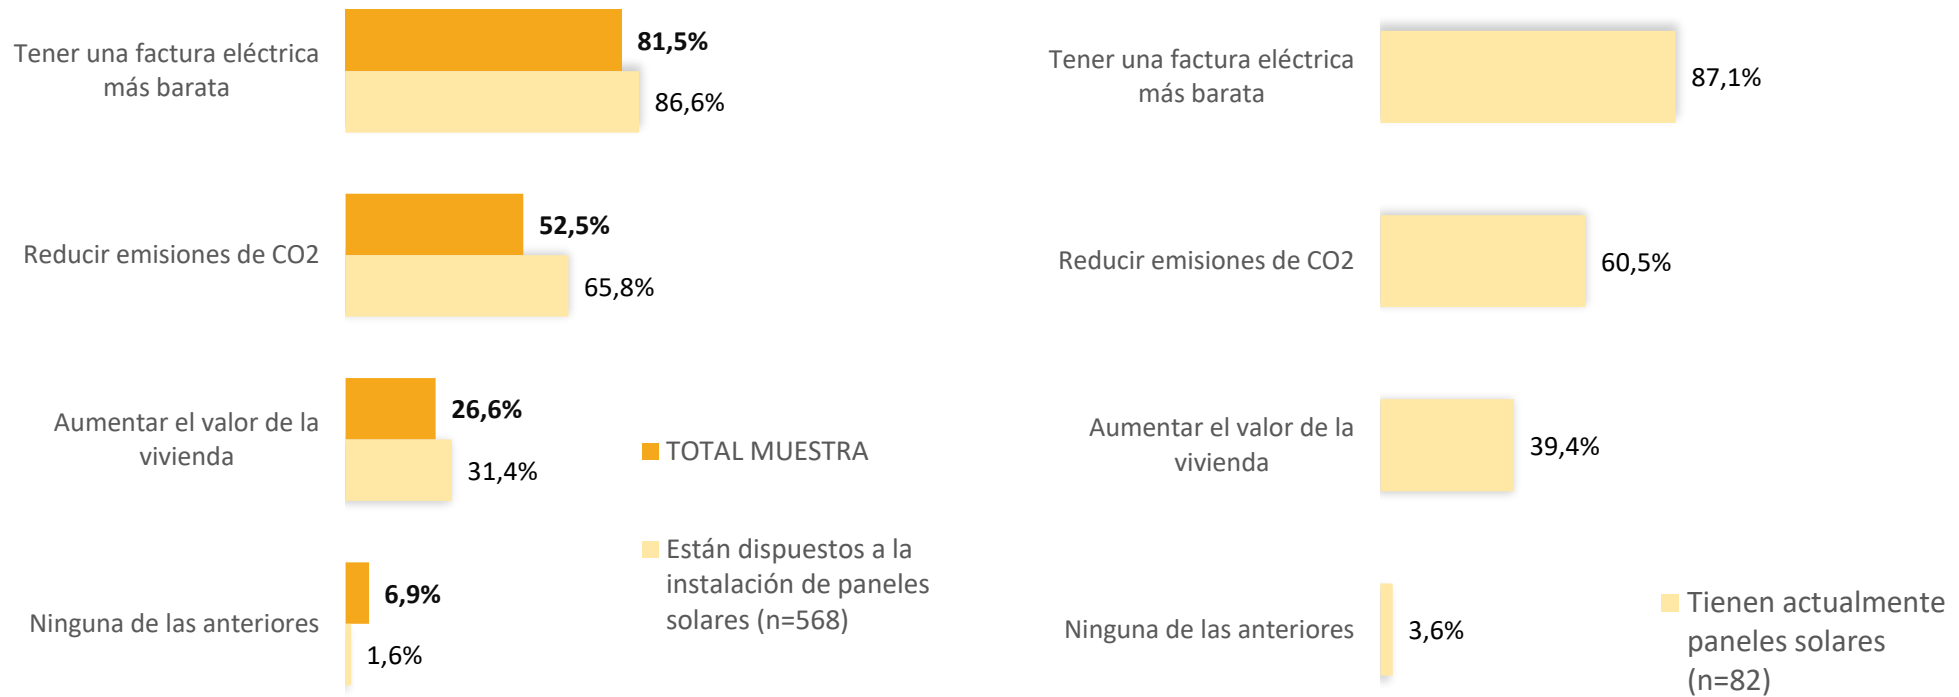 Tener una factura eléctrica
más barata
81,5%
86,6%
Reducir emisiones de CO2
52,5%
65,8%
Aumentar el valor de la
vivienda
26,6%
31,4%
Ninguna de las anteriores
6,9%
1,6%
TOTAL MUESTRA
Están dispuestos a la
instalación de paneles
solares (n=568)
Tener una factura eléctrica
más barata
87,1%
Reducir emisiones de CO2
60,5%
Aumentar el valor de la
vivienda
39,4%
Ninguna de las anteriores
3,6%
Tienen actualmente
paneles solares
(n=82)